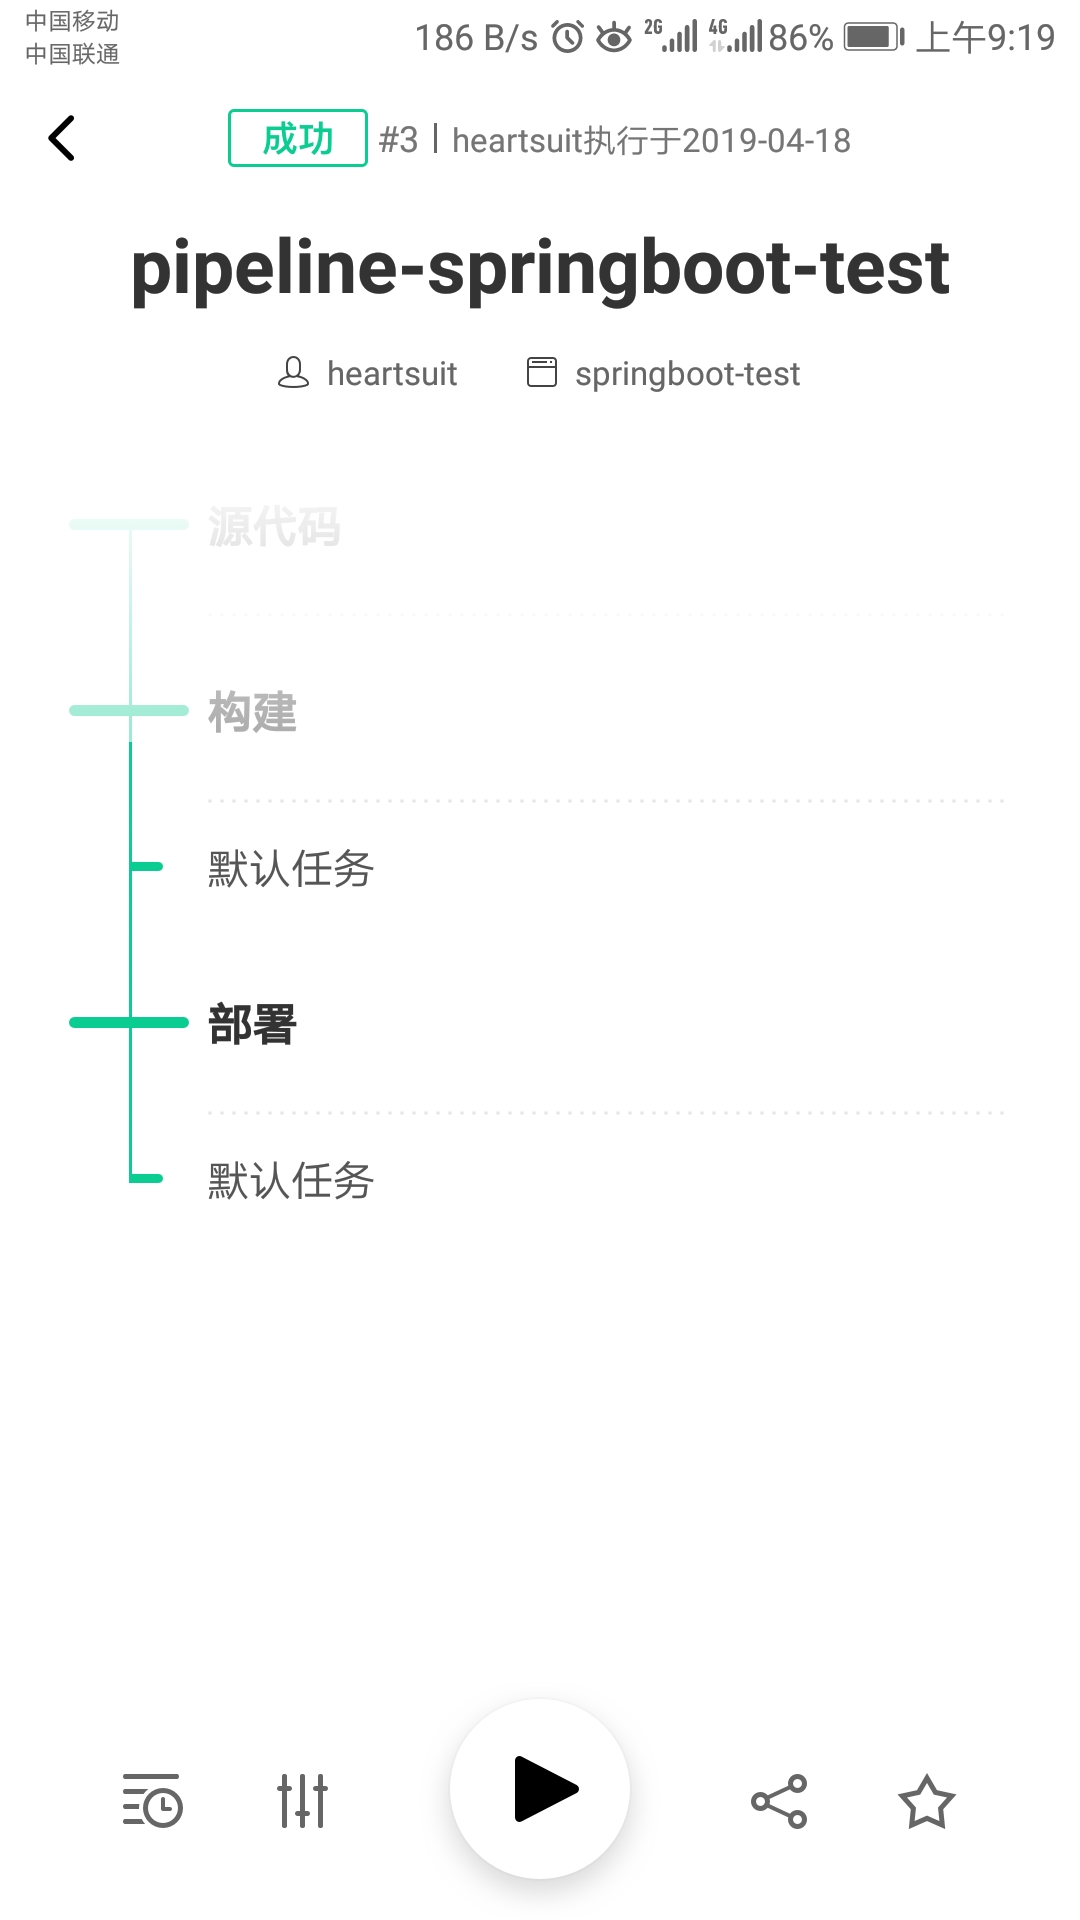 中国移动
中国联通
186 B/s 2G 4G 86% 上午9:19
成功 #3 | heartsuit执行于2019-04-18
pipeline-springboot-test
heartsuit springboot-test
源代码
构建
默认任务
部署
默认任务